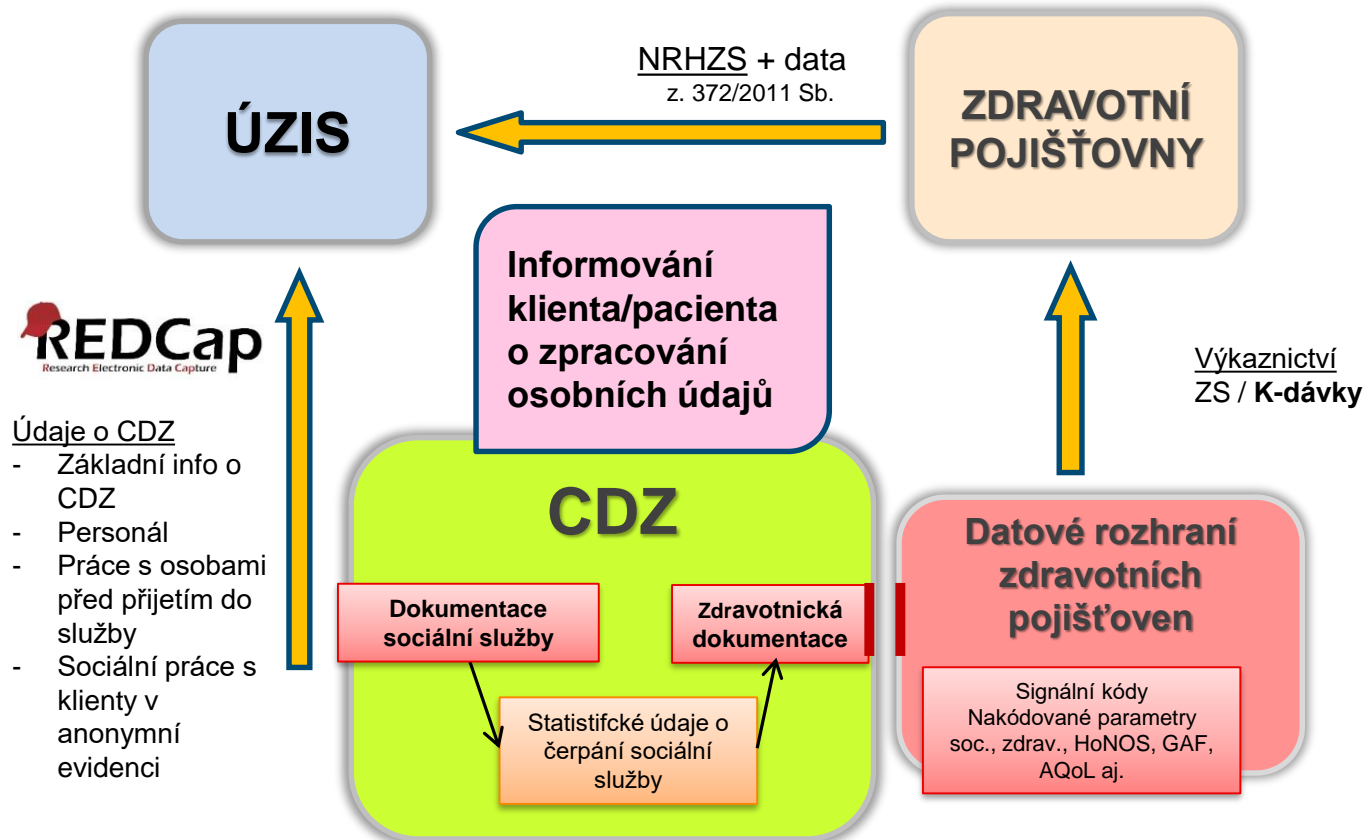 ÚZIS
NRHZS + data
z. 372/2011 Sb.
ZDRAVOTNÍ
POJIŠŤOVNY
Informování
klienta/pacienta
o zpracování
osobních údajů
REDCap
Research Electronic Data Capture
Výkaznictví
ZS / K-dávky
Údaje o CDZ
- Základní info o
CDZ
- Personál
- Práce s osobami
před přijetím do
služby
- Sociální práce s
klienty v
anonymní
evidenci
CDZ
Dokumentace
sociální služby
Zdravotnická
dokumentace
Statistifcké údaje o
čerpání sociální
služby
Datové rozhraní
zdravotních
pojišťoven
Signální kódy
Nakódované parametry
soc., zdrav., HoNOS, GAF,
AQoL aj.